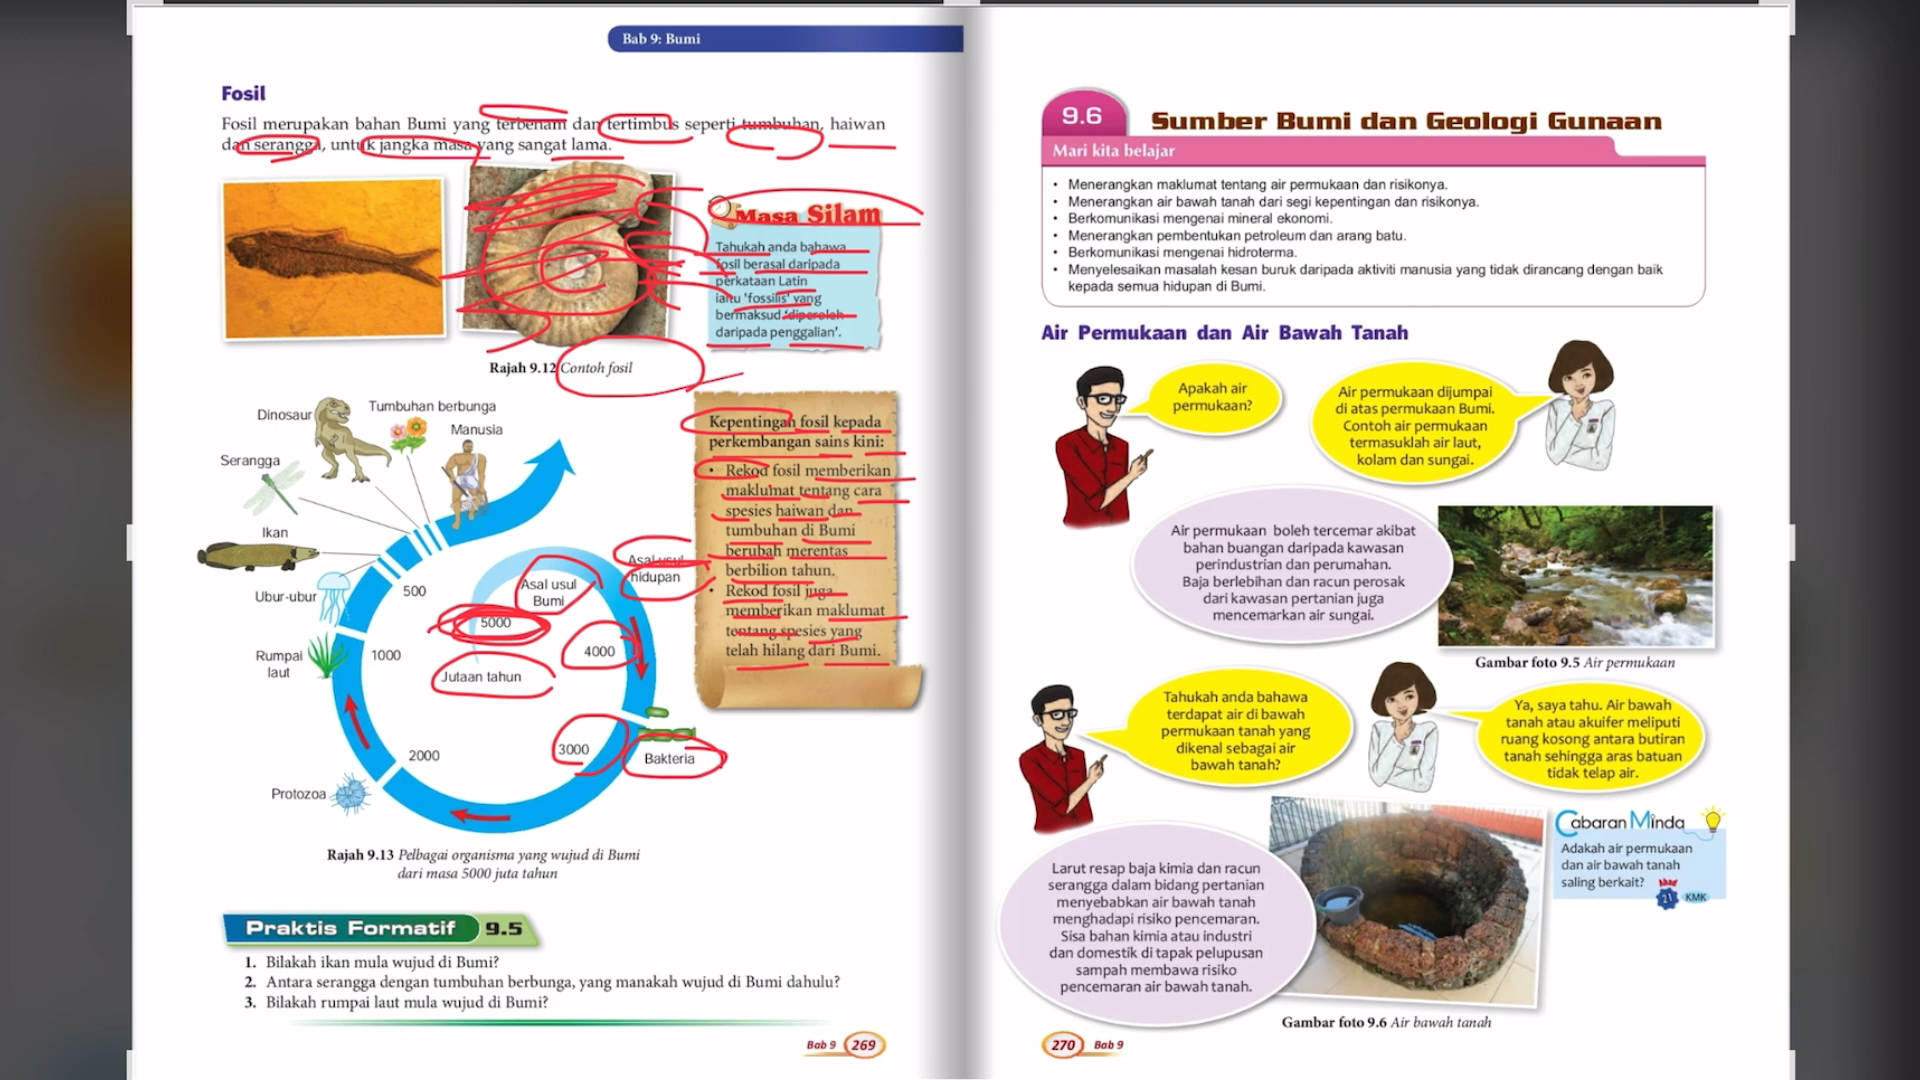 Bab 9: Bumi
Fosil
Fosil merupakan bahan Bumi yang terbenam dan tertimbus seperti tumbuhan, haiwan
dan serangga, untuk jangka masa yang sangat lama.
Masa Silam
Tahukah anda bahawa
fosil berasal daripada
perkataan Latin
iaitu 'fossilis' yang
bermaksud 'diperoleh
daripada penggalian'.
Rajah 9.12 Contoh fosil
Dinosaur
Tumbuhan berbunga
Manusia
Serangga
Ikan
Ubur-ubur
Rumpai
laut
Protozoa
Bakteria
Asal usul
hidupan
Asal usul
Bumi
500
1000
2000
3000
4000
5000
Jutaan tahun
Kepentingan fosil kepada
perkembangan sains kini:
• Rekod fosil memberikan
maklumat tentang cara
spesies haiwan dan
tumbuhan di Bumi
berubah merentas
berbilion tahun.
• Rekod fosil juga
memberikan maklumat
tentang spesies yang
telah hilang dari Bumi.
Rajah 9.13 Pelbagai organisma yang wujud di Bumi
dari masa 5000 juta tahun
Praktis Formatif 9.5
1. Bilakah ikan mula wujud di Bumi?
2. Antara serangga dengan tumbuhan berbunga, yang manakah wujud di Bumi dahulu?
3. Bilakah rumpai laut mula wujud di Bumi?
Bab 9 269
9.6 Sumber Bumi dan Geologi Gunaan
Mari kita belajar
• Menerangkan maklumat tentang air permukaan dan risikonya.
• Menerangkan air bawah tanah dari segi kepentingan dan risikonya.
• Berkomunikasi mengenai mineral ekonomi.
• Menerangkan pembentukan petroleum dan arang batu.
• Berkomunikasi mengenai hidroterma.
• Menyelesaikan masalah kesan buruk daripada aktiviti manusia yang tidak dirancang dengan baik
kepada semua hidupan di Bumi.
Air Permukaan dan Air Bawah Tanah
Apakah air
permukaan?
Air permukaan dijumpai
di atas permukaan Bumi.
Contoh air permukaan
termasuklah air laut,
kolam dan sungai.
Air permukaan boleh tercemar akibat
bahan buangan daripada kawasan
perindustrian dan perumahan.
Baja berlebihan dan racun perosak
dari kawasan pertanian juga
mencemarkan air sungai.
Gambar foto 9.5 Air permukaan
Tahukah anda bahawa
terdapat air di bawah
permukaan tanah yang
dikenal sebagai air
bawah tanah?
Ya, saya tahu. Air bawah
tanah atau akuifer meliputi
ruang kosong antara butiran
tanah sehingga aras batuan
tidak telap air.
Larut resap baja kimia dan racun
serangga dalam bidang pertanian
menyebabkan air bawah tanah
menghadapi risiko pencemaran.
Sisa bahan kimia atau industri
dan domestik di tapak pelupusan
sampah membawa risiko
pencemaran air bawah tanah.
Gambar foto 9.6 Air bawah tanah
Cabaran Minda
Adakah air permukaan
dan air bawah tanah
saling berkait?
21 KMK
270 Bab 9